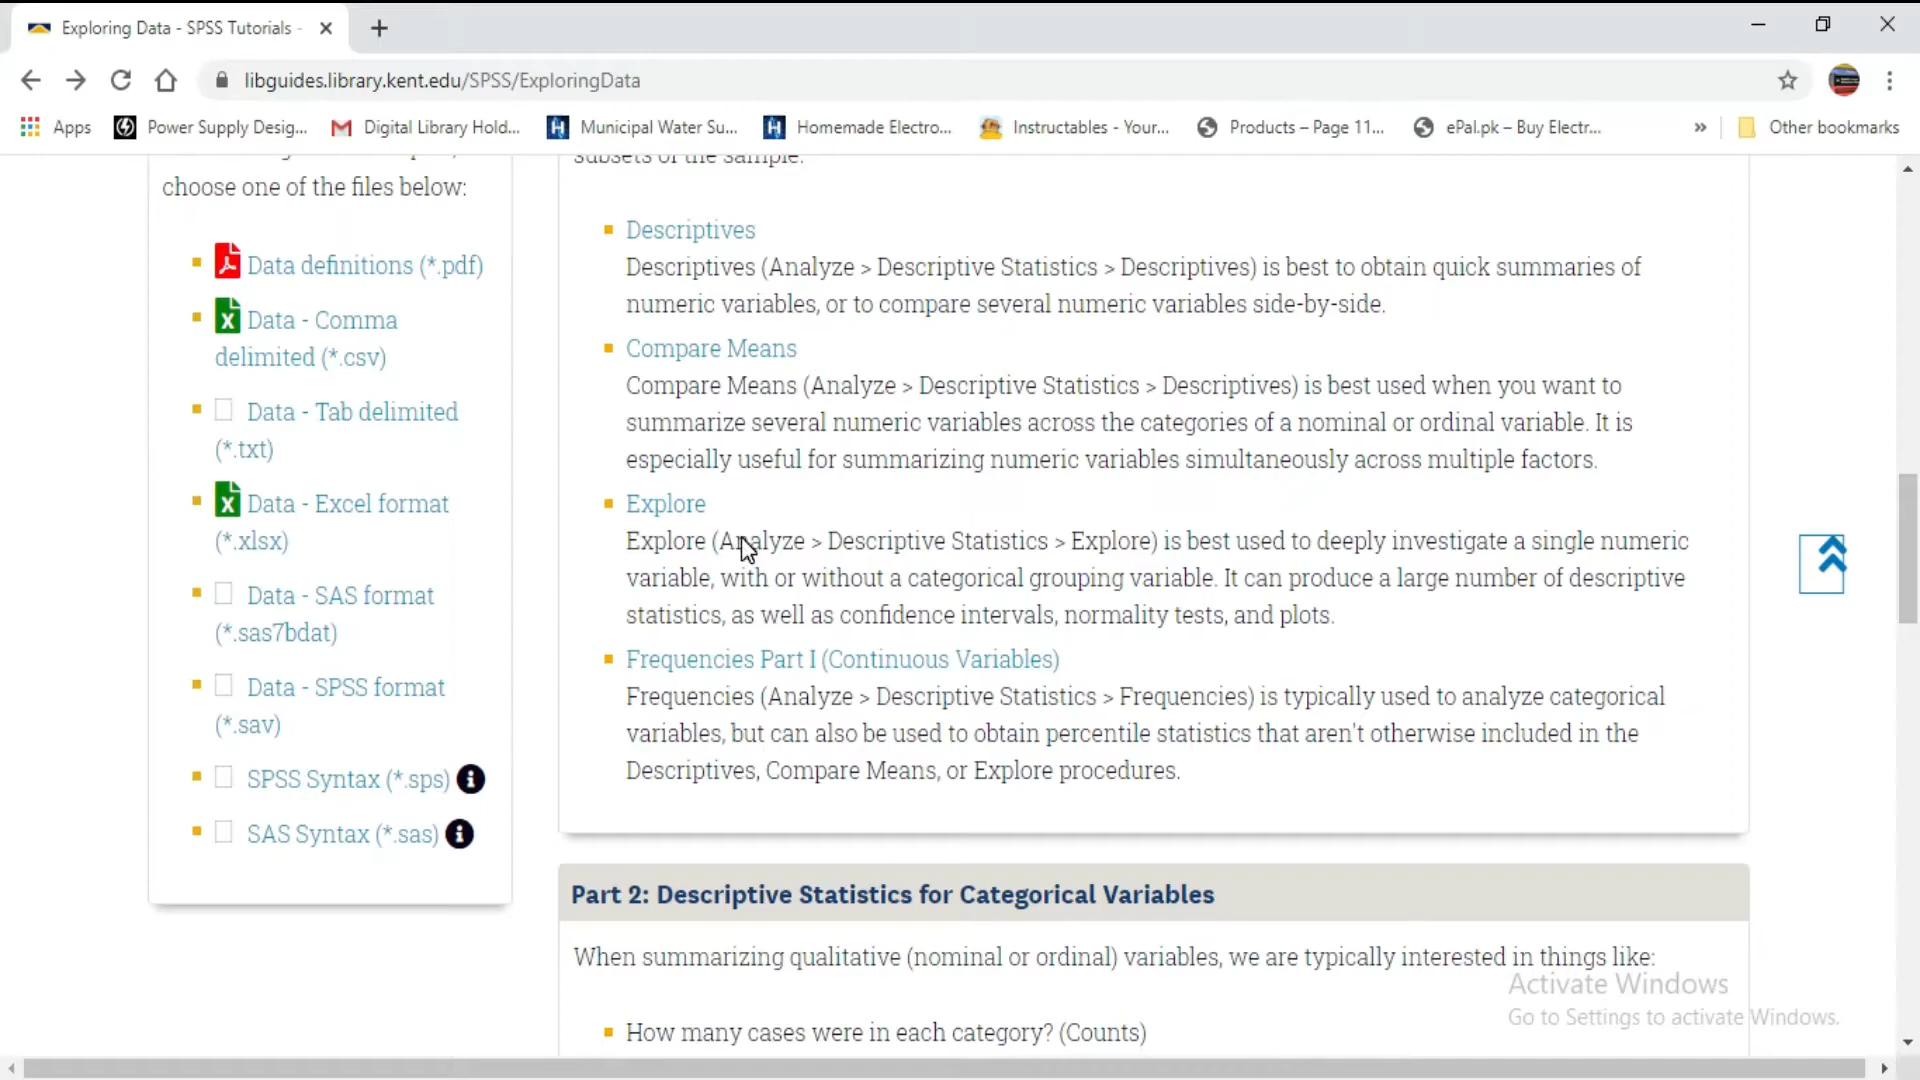 Exploring Data - SPSS Tutorials -
libguides.library.kent.edu/SPSS/ExploringData
Apps
Power Supply Desig...
Digital Library Hold...
Municipal Water Su...
Homemade Electro...
Instructables - Your...
Products – Page 11...
ePal.pk – Buy Electr...
»
Other bookmarks
choose one of the files below:
Data definitions (*.pdf)
Data - Comma
delimited (*.csv)
Data - Tab delimited
(*.txt)
Data - Excel format
(*.xlsx)
Data - SAS format
(*.sas7bdat)
Data - SPSS format
(*.sav)
SPSS Syntax (*.sps)
SAS Syntax (*.sas)
subsets of the sample.
Descriptives
Descriptives (Analyze > Descriptive Statistics > Descriptives) is best to obtain quick summaries of
numeric variables, or to compare several numeric variables side-by-side.
Compare Means
Compare Means (Analyze > Descriptive Statistics > Descriptives) is best used when you want to
summarize several numeric variables across the categories of a nominal or ordinal variable. It is
especially useful for summarizing numeric variables simultaneously across multiple factors.
Explore
Explore (Analyze > Descriptive Statistics > Explore) is best used to deeply investigate a single numeric
variable, with or without a categorical grouping variable. It can produce a large number of descriptive
statistics, as well as confidence intervals, normality tests, and plots.
Frequencies Part I (Continuous Variables)
Frequencies (Analyze > Descriptive Statistics > Frequencies) is typically used to analyze categorical
variables, but can also be used to obtain percentile statistics that aren't otherwise included in the
Descriptives, Compare Means, or Explore procedures.
Part 2: Descriptive Statistics for Categorical Variables
When summarizing qualitative (nominal or ordinal) variables, we are typically interested in things like:
How many cases were in each category? (Counts)
Activate Windows
Go to Settings to activate Windows.